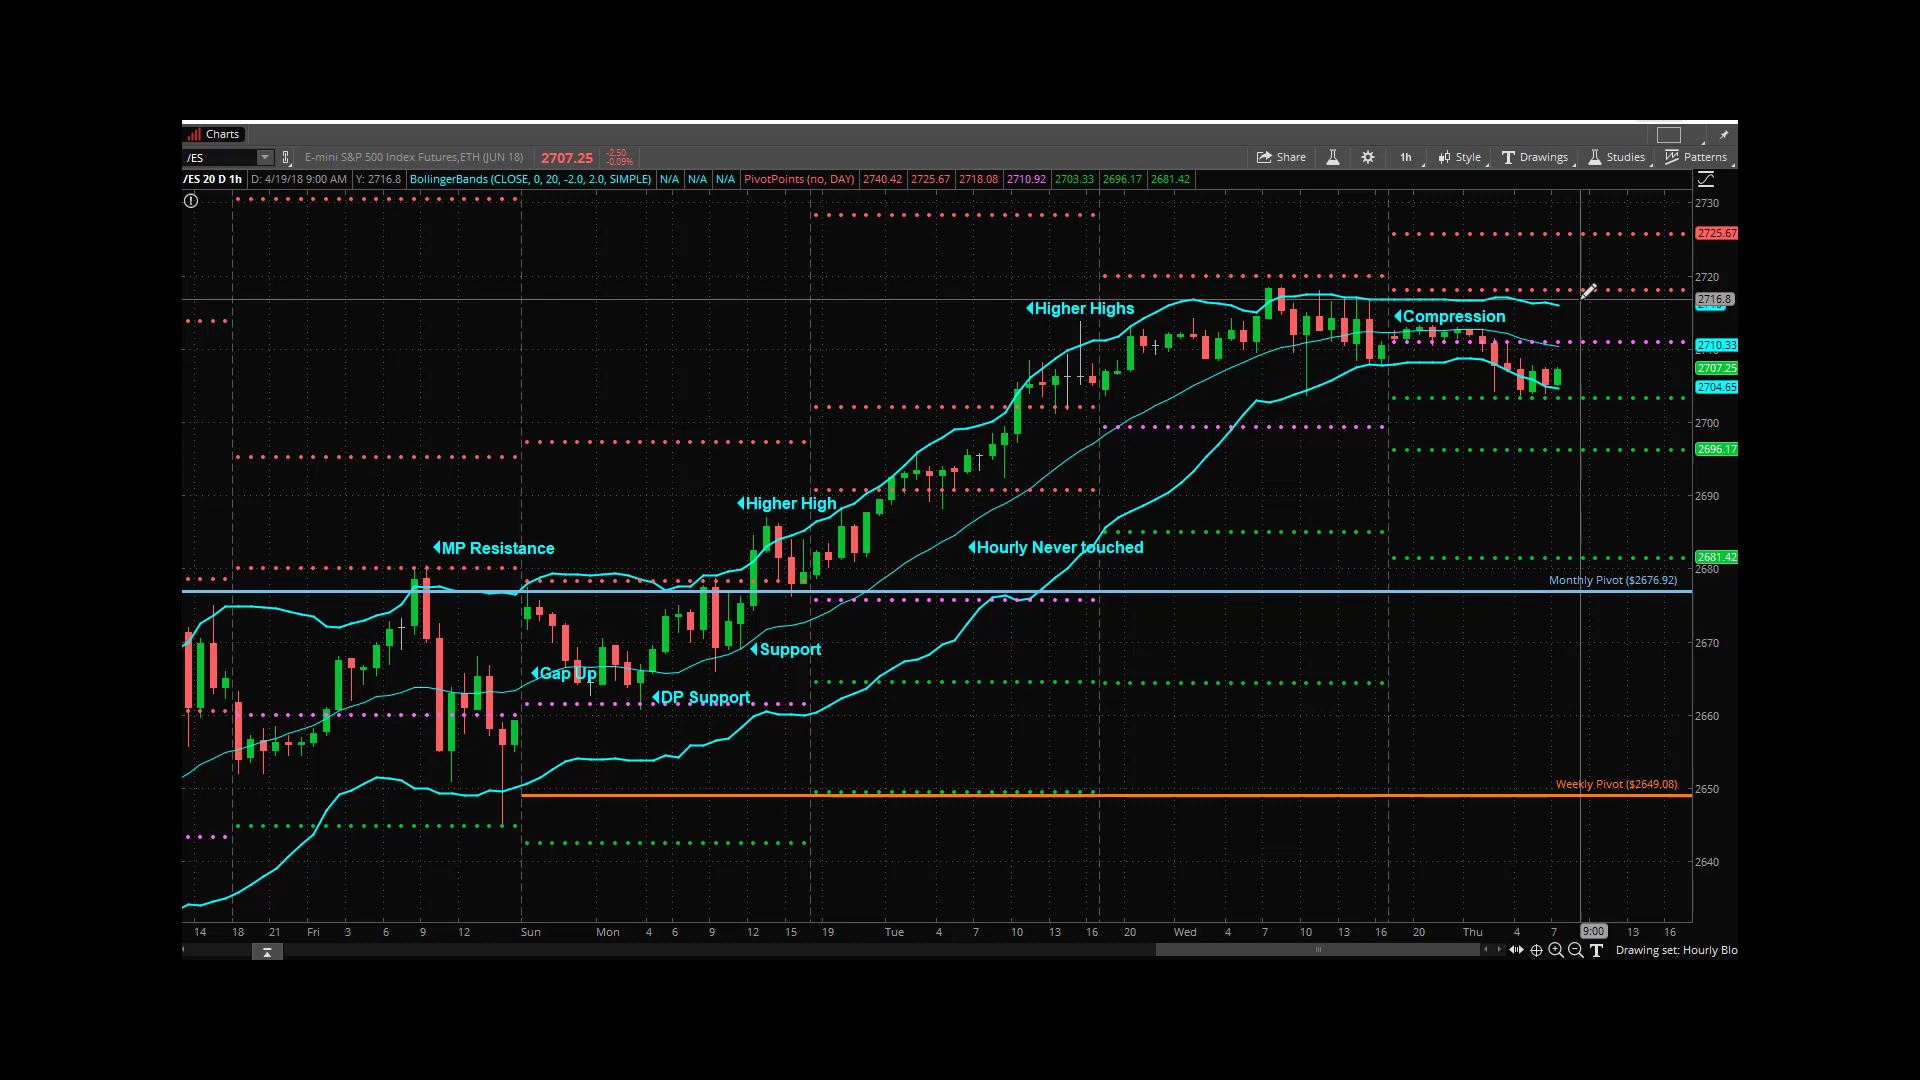 Charts
/ES E-mini S&P 500 Index Futures,ETH (JUN 18) 2707.25 -2.50 -0.09% Share 1h Style Drawings Studies Patterns
/ES 20 D 1h D: 4/19/18 9:00 AM Y: 2716.8 BollingerBands (CLOSE, 0, 20, -2.0, 2.0, SIMPLE) N/A N/A N/A PivotPoints (no, DAY) 2740.42 2725.67 2718.08 2710.92 2703.33 2696.17 2681.42
2730
2725.67
2720
2716.8
Higher Highs
Compression
2710.33
2707.25
2704.65
2700
2696.17
2690
Higher High
MP Resistance
Hourly Never touched
2681.42
2680
Monthly Pivot ($2676.92)
2670
Support
Gap Up
DP Support
2660
Weekly Pivot ($2649.08)
2650
2640
14 18 21 Fri 3 6 9 12 Sun Mon 4 6 9 12 15 19 Tue 4 7 10 13 16 20 Wed 4 7 10 13 16 20 Thu 4 7 9:00 13 16
Drawing set: Hourly Blo